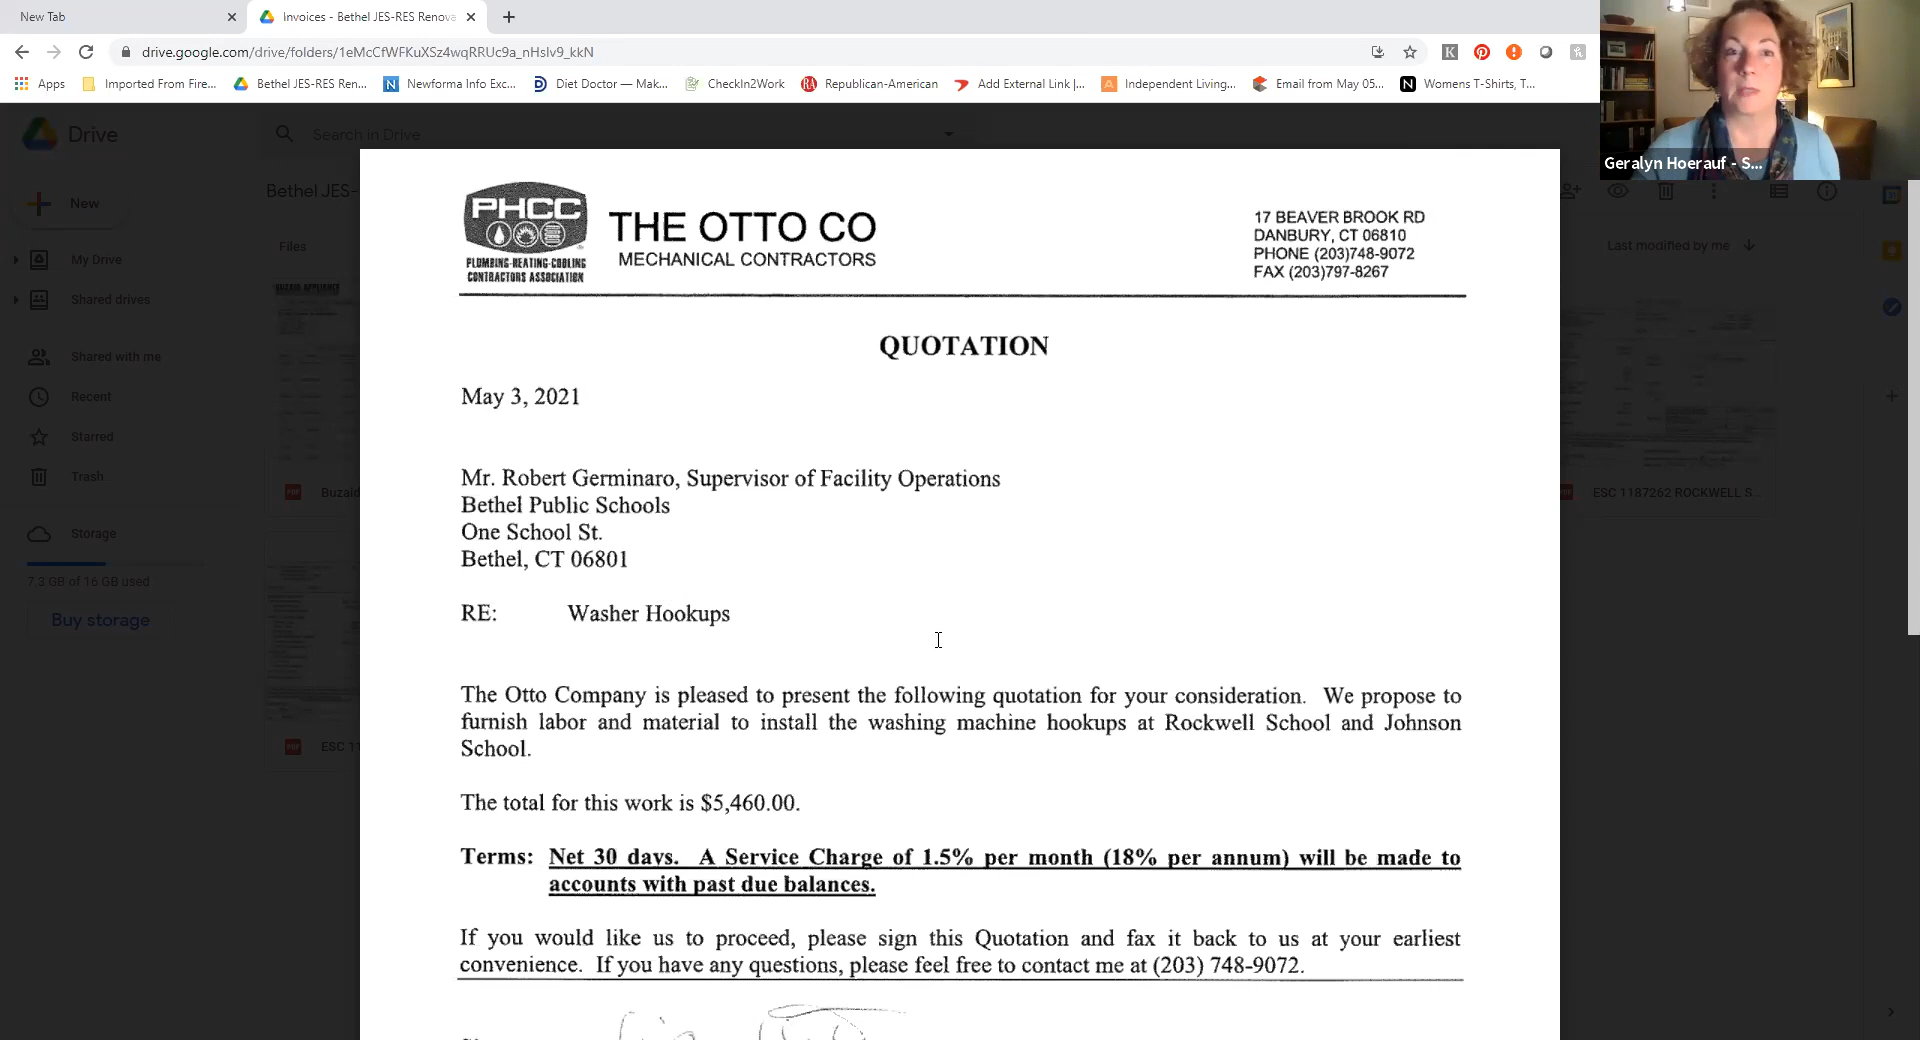 New Tab
Invoices - Bethel JES-RES Renova
drive.google.com/drive/folders/1eMcCfWFKuXSz4wqRRUc9a_nHsIv9_kkN
Apps Imported From Fire... Bethel JES-RES Ren... Newforma Info Exc... Diet Doctor — Mak... CheckIn2Work Republican-American Add External Link |... Independent Living... Email from May 05... Womens T-Shirts, T...
Geralyn Hoerauf - S...
Drive
Search in Drive
Bethel JES-
New
Files
Last modified by me
My Drive
Shared drives
Shared with me
Recent
Starred
Trash
Storage
7.3 GB of 16 GB used
Buy storage
ESC 1187262 ROCKWELL S...
PHCC
PLUMBING-HEATING-COOLING
CONTRACTORS ASSOCIATION
THE OTTO CO
MECHANICAL CONTRACTORS
17 BEAVER BROOK RD
DANBURY, CT 06810
PHONE (203)748-9072
FAX (203)797-8267
QUOTATION
May 3, 2021
Mr. Robert Germinaro, Supervisor of Facility Operations
Bethel Public Schools
One School St.
Bethel, CT 06801
RE: Washer Hookups
The Otto Company is pleased to present the following quotation for your consideration. We propose to
furnish labor and material to install the washing machine hookups at Rockwell School and Johnson
School.
The total for this work is $5,460.00.
Terms: Net 30 days. A Service Charge of 1.5% per month (18% per annum) will be made to
accounts with past due balances.
If you would like us to proceed, please sign this Quotation and fax it back to us at your earliest
convenience. If you have any questions, please feel free to contact me at (203) 748-9072.